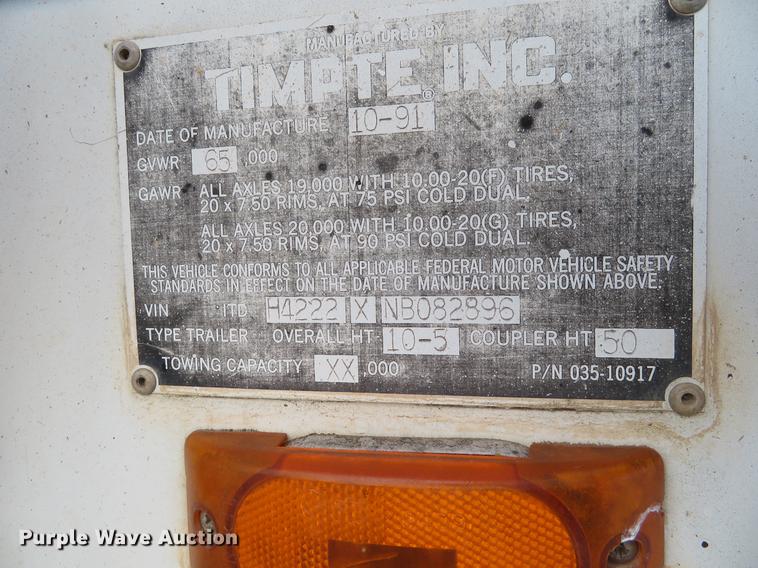 MANUFACTURED BY
TIMPTE INC.®
DATE OF MANUFACTURE 10-91
GVWR 65 ,000
GAWR ALL AXLES 19,000 WITH 10.00-20(F) TIRES,
20 x 7.50 RIMS, AT 75 PSI COLD DUAL.
ALL AXLES 20,000 WITH 10.00-20(G) TIRES,
20 x 7.50 RIMS, AT 90 PSI COLD DUAL.
THIS VEHICLE CONFORMS TO ALL APPLICABLE FEDERAL MOTOR VEHICLE SAFETY
STANDARDS IN EFFECT ON THE DATE OF MANUFACTURE SHOWN ABOVE.
VIN ITD H4222 X NB082896
TYPE TRAILER OVERALL HT 10-5 COUPLER HT 50
TOWING CAPACITY XX ,000 P/N 035-10917
Purple Wave Auction®